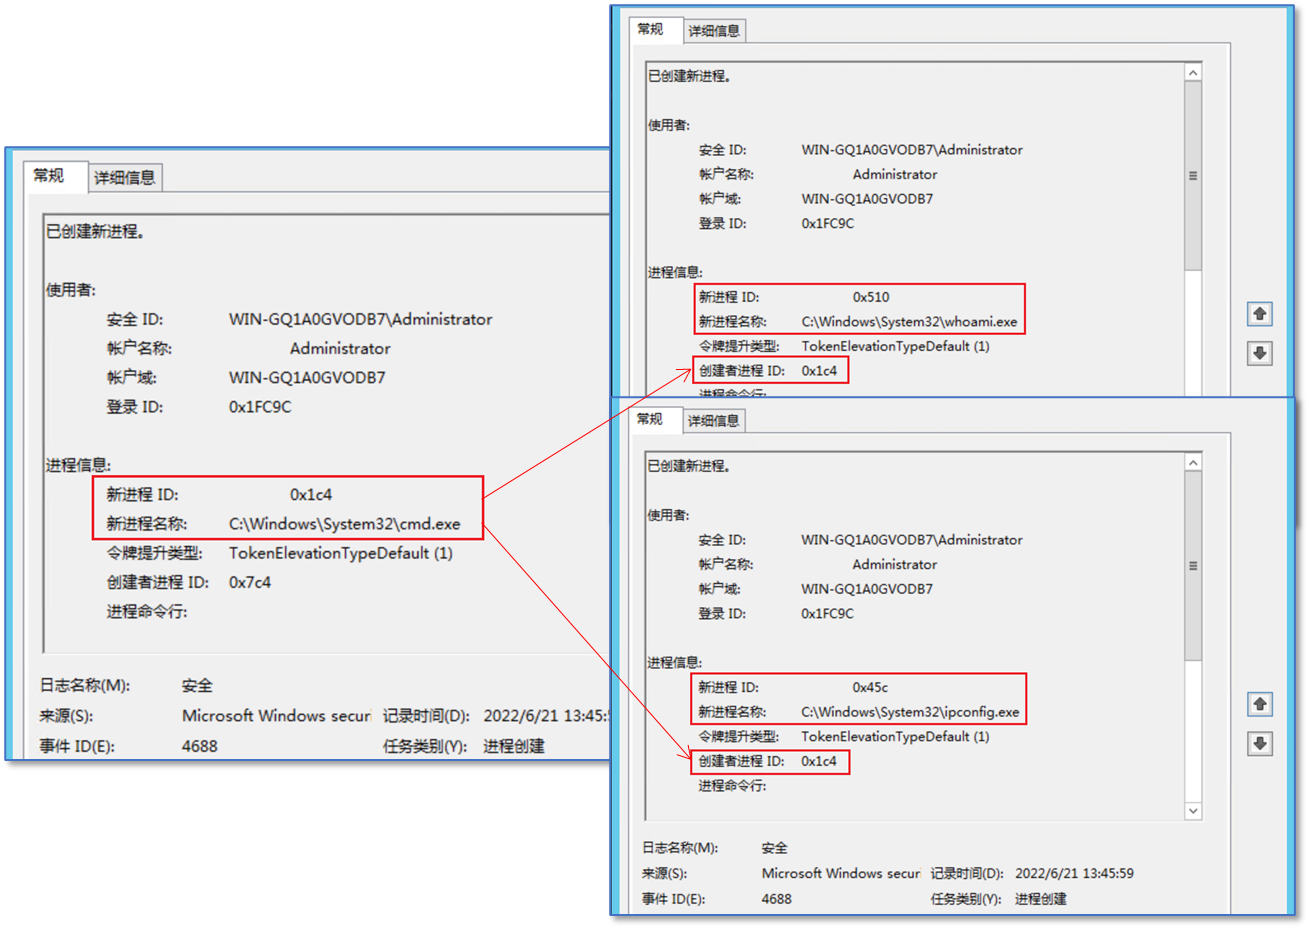 常规 详细信息
已创建新进程。
使用者:
安全 ID: WIN-GQ1A0GVODB7\Administrator
帐户名称: Administrator
帐户域: WIN-GQ1A0GVODB7
登录 ID: 0x1FC9C
进程信息:
新进程 ID: 0x1c4
新进程名称: C:\Windows\System32\cmd.exe
令牌提升类型: TokenElevationTypeDefault (1)
创建者进程 ID: 0x7c4
进程命令行:
日志名称(M): 安全
来源(S): Microsoft Windows securi 记录时间(D): 2022/6/21 13:45:5
事件 ID(E): 4688 任务类别(Y): 进程创建
常规 详细信息
已创建新进程。
使用者:
安全 ID: WIN-GQ1A0GVODB7\Administrator
帐户名称: Administrator
帐户域: WIN-GQ1A0GVODB7
登录 ID: 0x1FC9C
进程信息:
新进程 ID: 0x510
新进程名称: C:\Windows\System32\whoami.exe
令牌提升类型: TokenElevationTypeDefault (1)
创建者进程 ID: 0x1c4
进程命令行:
常规 详细信息
已创建新进程。
使用者:
安全 ID: WIN-GQ1A0GVODB7\Administrator
帐户名称: Administrator
帐户域: WIN-GQ1A0GVODB7
登录 ID: 0x1FC9C
进程信息:
新进程 ID: 0x45c
新进程名称: C:\Windows\System32\ipconfig.exe
令牌提升类型: TokenElevationTypeDefault (1)
创建者进程 ID: 0x1c4
进程命令行:
日志名称(M): 安全
来源(S): Microsoft Windows securi 记录时间(D): 2022/6/21 13:45:59
事件 ID(E): 4688 任务类别(Y): 进程创建